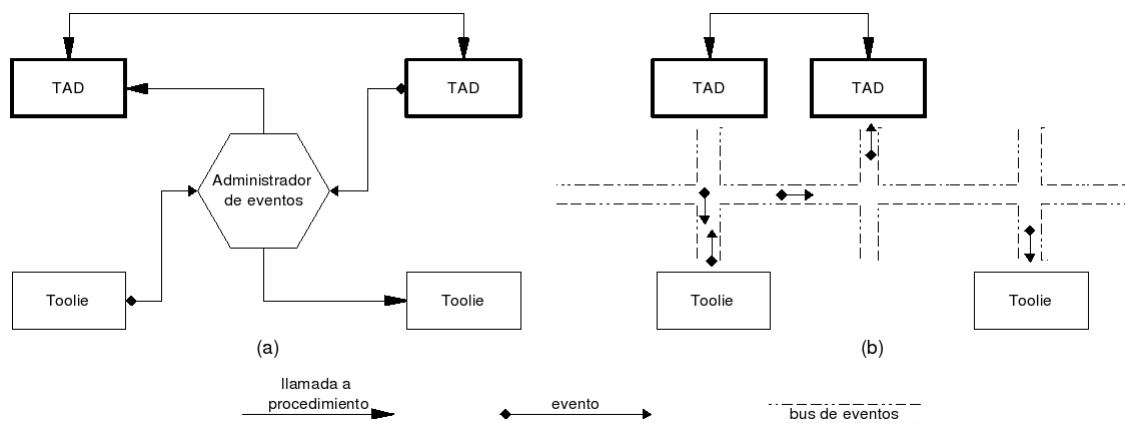 TAD
TAD
TAD
TAD
Administrador
de eventos
Toolie
Toolie
Toolie
Toolie
(a)
(b)
llamada a
procedimiento
evento
bus de eventos